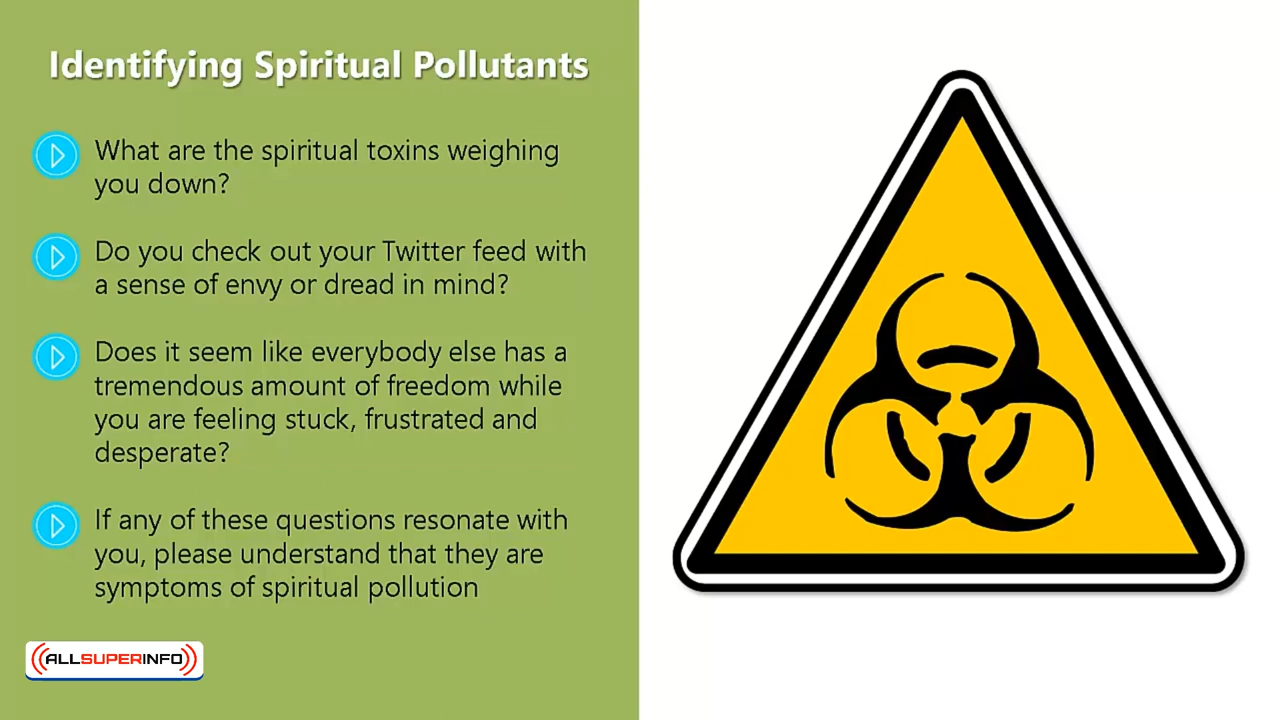 Identifying Spiritual Pollutants
What are the spiritual toxins weighing
you down?
Do you check out your Twitter feed with
a sense of envy or dread in mind?
Does it seem like everybody else has a
tremendous amount of freedom while
you are feeling stuck, frustrated and
desperate?
If any of these questions resonate with
you, please understand that they are
symptoms of spiritual pollution
ALLSUPERINFO